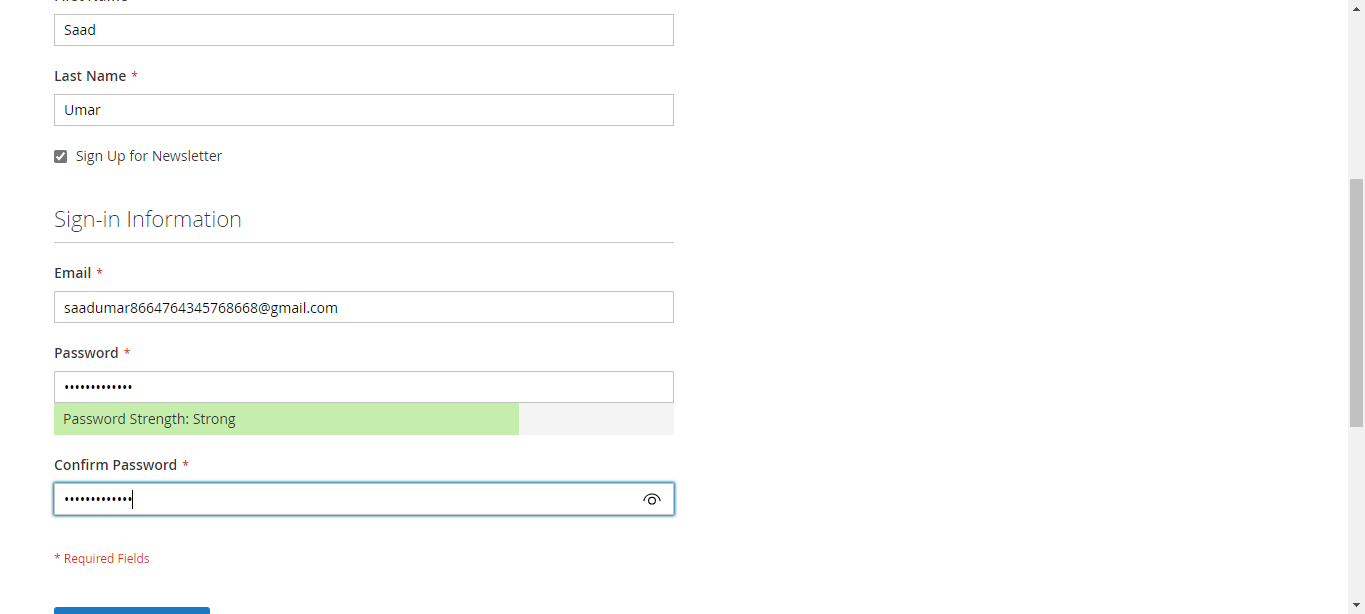 Saad
Last Name *
Umar
Sign Up for Newsletter
Sign-in Information
Email *
saadumar8664764345768668@gmail.com
Password *
•••••••••••••
Password Strength: Strong
Confirm Password *
•••••••••••••
* Required Fields